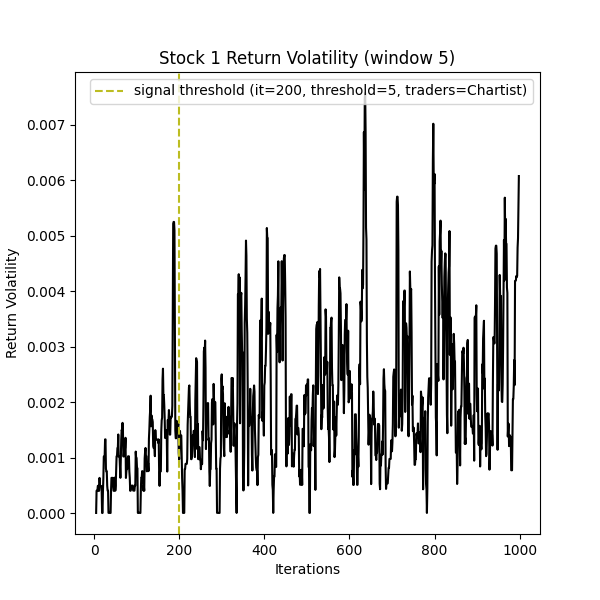 Stock 1 Return Volatility (window 5)
signal threshold (it=200, threshold=5, traders=Chartist)
0.007
0.006
0.005
0.004
0.003
0.002
0.001
0.000
Return Volatility
0 200 400 600 800 1000
Iterations